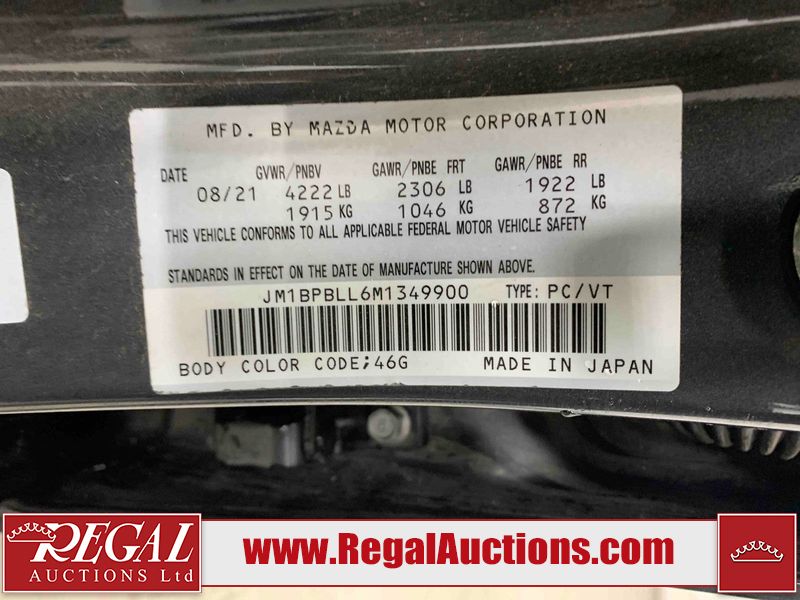 MFD. BY MAZDA MOTOR CORPORATION
DATE GVWR/PNBV GAWR/PNBE FRT GAWR/PNBE RR
08/21 4222 LB 2306 LB 1922 LB
1915 KG 1046 KG 872 KG
THIS VEHICLE CONFORMS TO ALL APPLICABLE FEDERAL MOTOR VEHICLE SAFETY
STANDARDS IN EFFECT ON THE DATE OF MANUFACTURE SHOWN ABOVE.
JM1BPBLL6M1349900 TYPE: PC/VT
BODY COLOR CODE;46G MADE IN JAPAN
REGAL
AUCTIONS Ltd
www.RegalAuctions.com